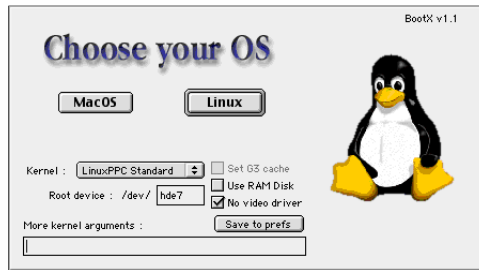 BootX v1.1
Choose your OS
MacOS
Linux
Kernel : LinuxPPC Standard
Set G3 cache
Root device : /dev/ hde7
Use RAM Disk
No video driver
More kernel arguments :
Save to prefs